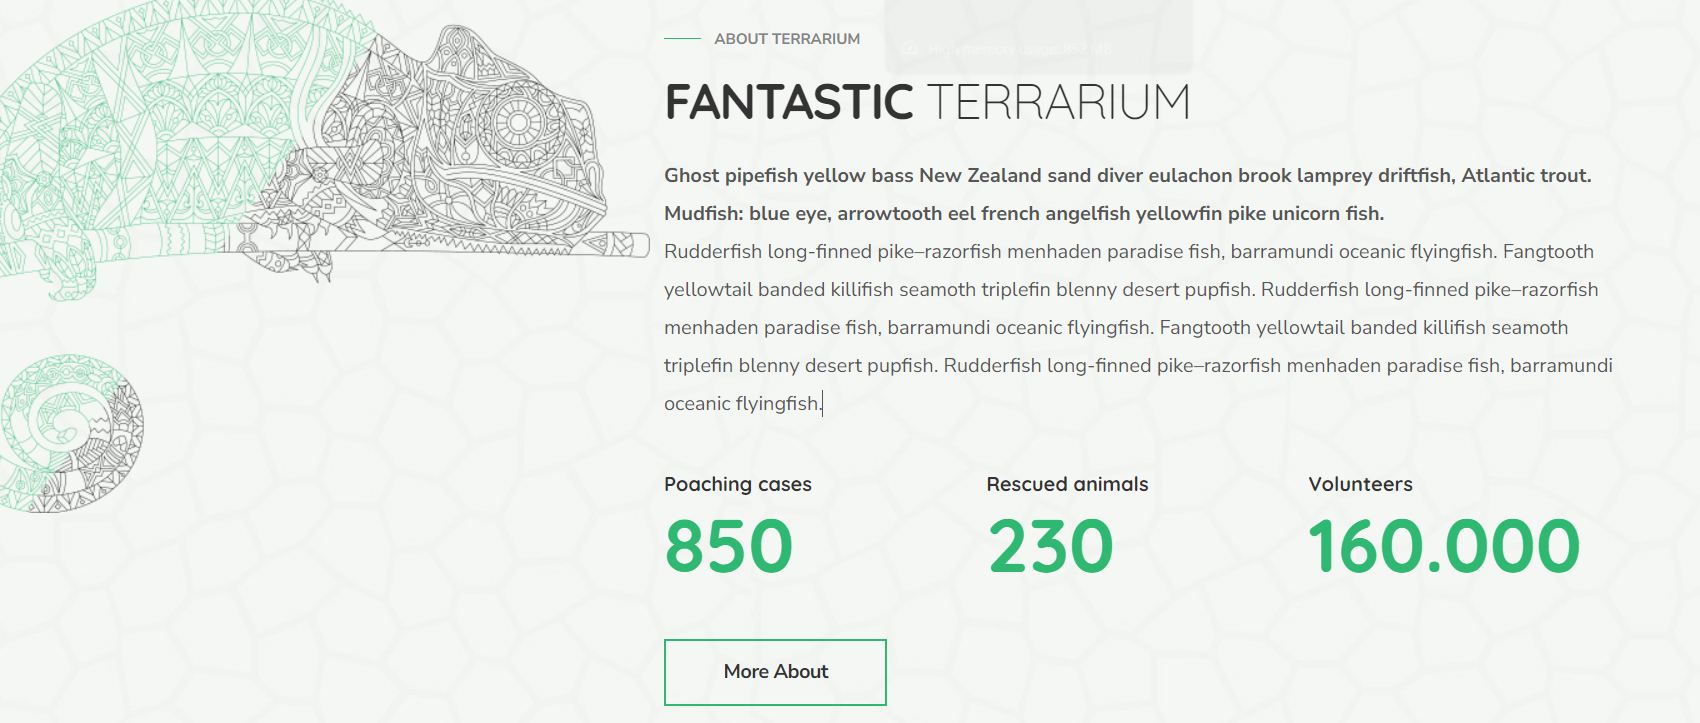 ABOUT TERRARIUM
FANTASTIC TERRARIUM
Ghost pipefish yellow bass New Zealand sand diver eulachon brook lamprey driftfish, Atlantic trout.
Mudfish: blue eye, arrowtooth eel french angelfish yellowfin pike unicorn fish.
Rudderfish long-finned pike–razorfish menhaden paradise fish, barramundi oceanic flyingfish. Fangtooth
yellowtail banded killifish seamoth triplefin blenny desert pupfish. Rudderfish long-finned pike–razorfish
menhaden paradise fish, barramundi oceanic flyingfish. Fangtooth yellowtail banded killifish seamoth
triplefin blenny desert pupfish. Rudderfish long-finned pike–razorfish menhaden paradise fish, barramundi
oceanic flyingfish.
Poaching cases Rescued animals Volunteers
850 230 160.000
More About